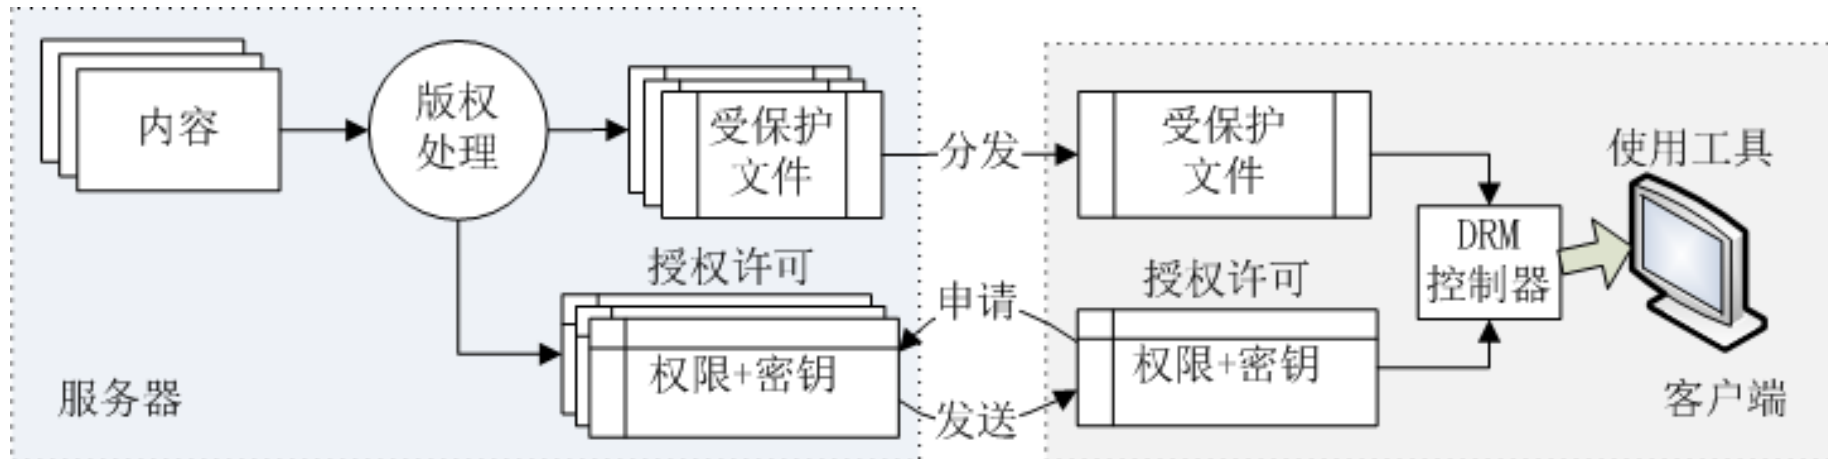 内容
版权
处理
受保护
文件
分发
受保护
文件
使用工具
DRM
控制器
授权许可
权限+密钥
申请
发送
授权许可
权限+密钥
服务器
客户端